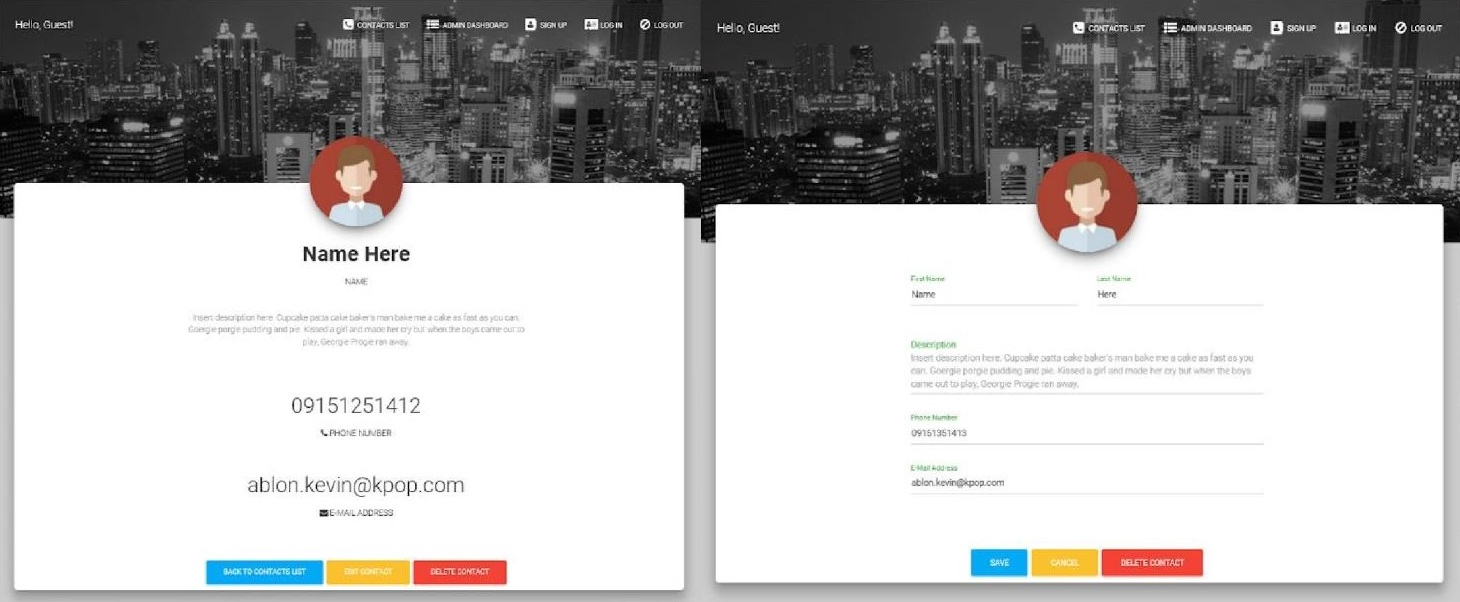 Hello, Guest!
CONTACTS LIST
ADMIN DASHBOARD
SIGN UP
LOG IN
LOG OUT
Name Here
NAME
Insert description here. Cupcake patta cake baker's man bake me a cake as fast as you can.
Goergie porgie pudding and pie. Kissed a girl and made her cry but when the boys came out to
play, Georgie Progie ran away.
09151251412
PHONE NUMBER
ablon.kevin@kpop.com
E-MAIL ADDRESS
BACK TO CONTACTS LIST
EDIT CONTACT
DELETE CONTACT
Hello, Guest!
CONTACTS LIST
ADMIN DASHBOARD
SIGN UP
LOG IN
LOG OUT
First Name
Last Name
Name
Here
Description
Insert description here. Cupcake patta cake baker's man bake me a cake as fast as you
can. Goergie porgie pudding and pie. Kissed a girl and made her cry but when the boys
came out to play, Georgie Progie ran away.
Phone Number
09151351413
E-Mail Address
ablon.kevin@kpop.com
SAVE
CANCEL
DELETE CONTACT